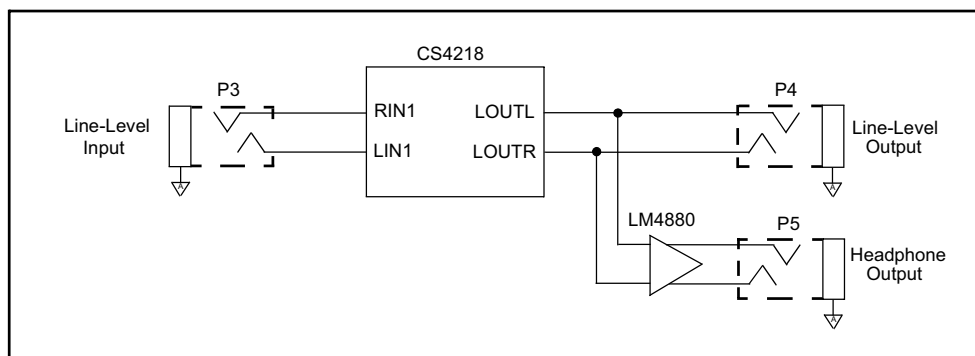 CS4218
P3
RIN1
LOUTL
P4
Line-Level
Input
LIN1
LOUTR
Line-Level
Output
A
A
LM4880
P5
Headphone
Output
A